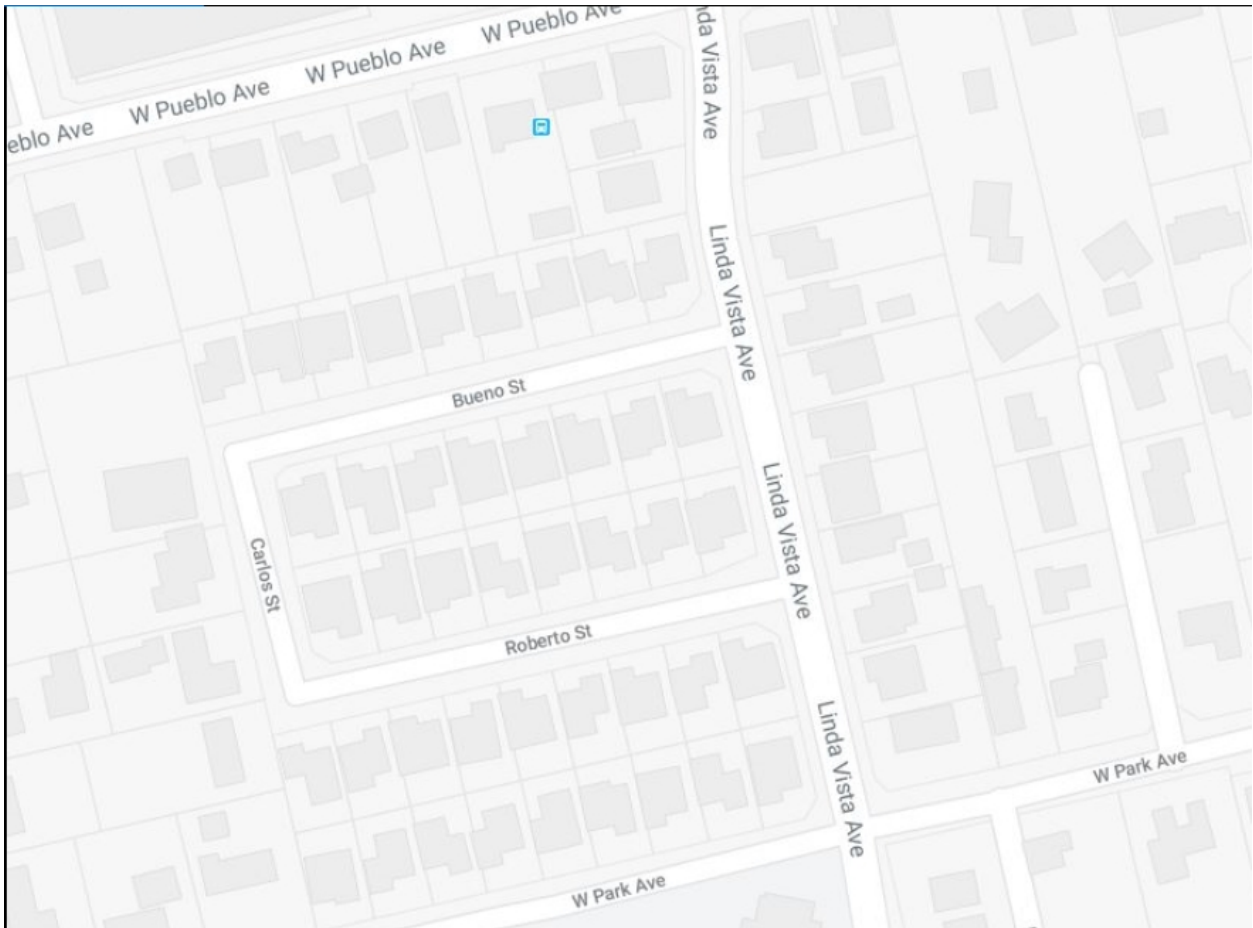 W Pueblo Ave
nda Vista Ave
W Pueblo Ave
W Pueblo Ave
eblo Ave
Linda Vista Ave
Bueno St
Linda Vista Ave
Carlos St
Roberto St
Linda Vista Ave
W Park Ave
W Park Ave